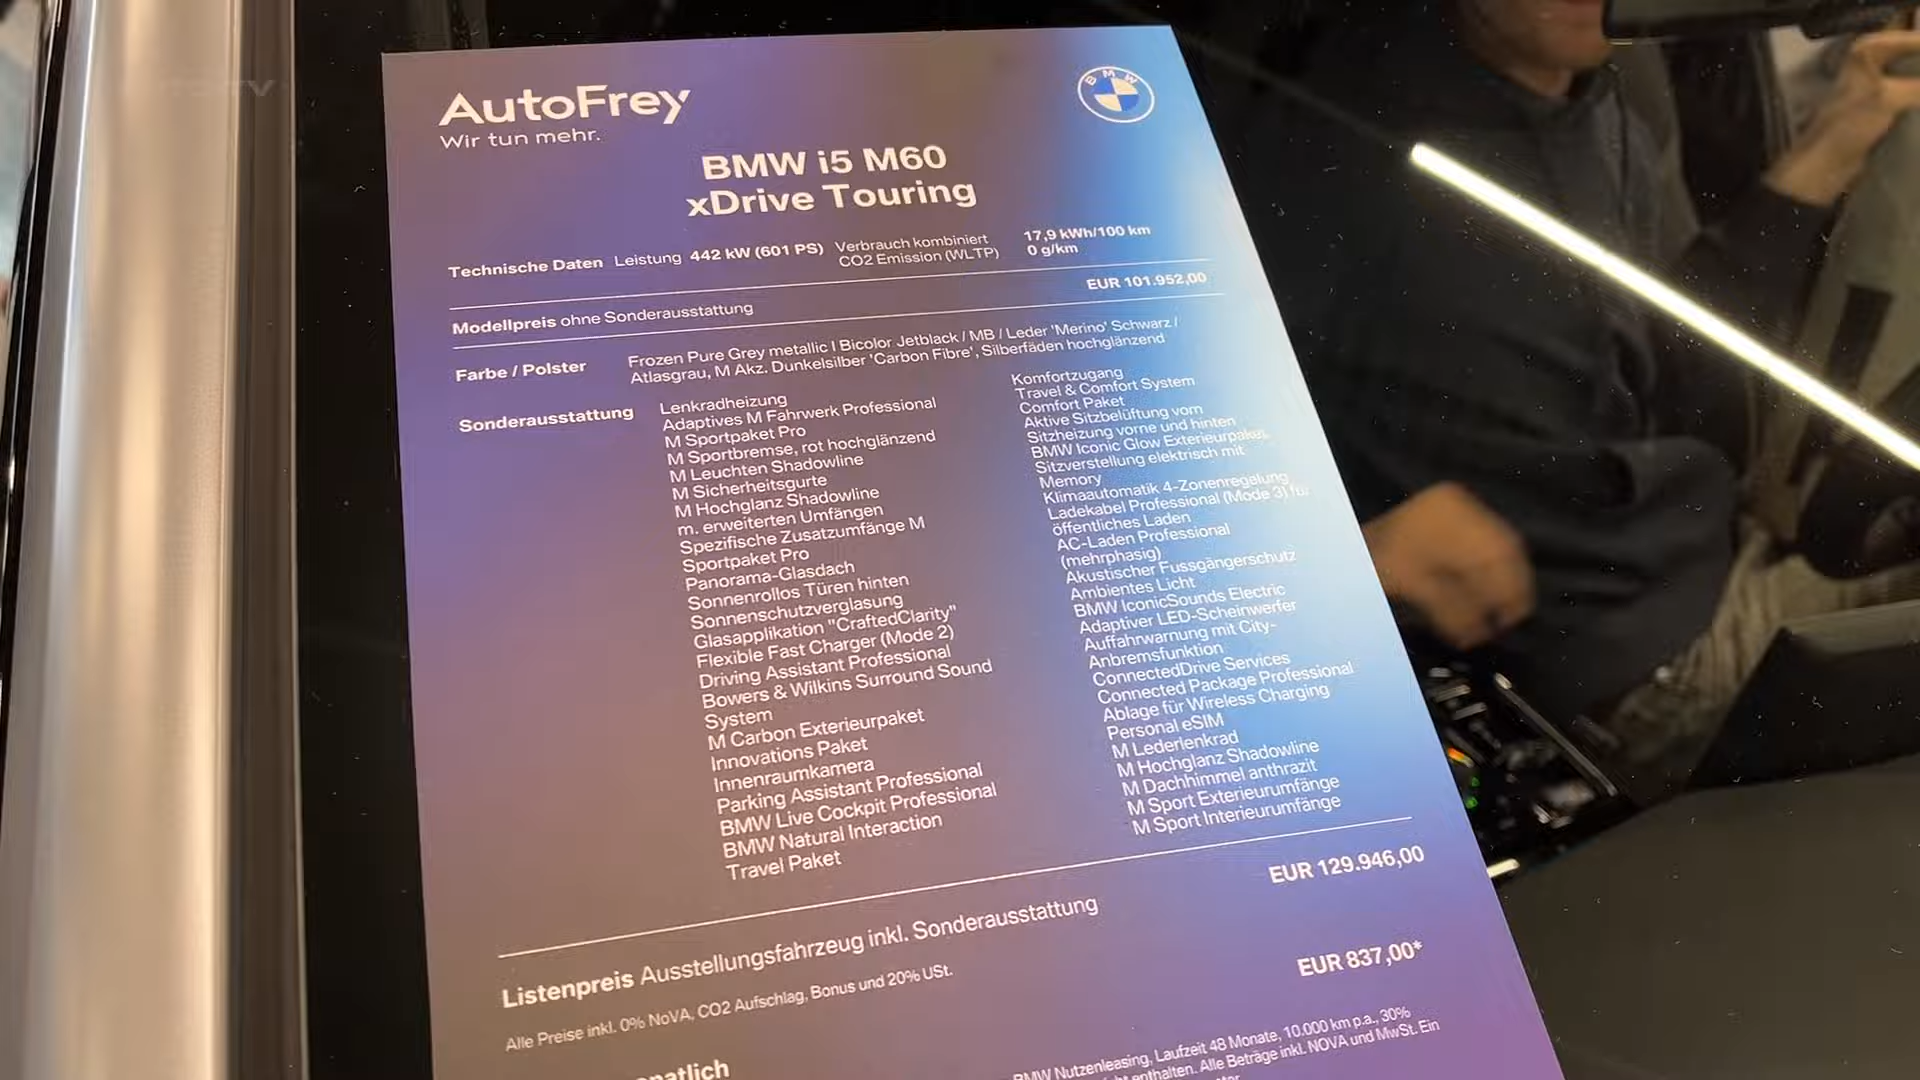 AutoFrey
Wir tun mehr.
BMW
BMW i5 M60
xDrive Touring
Technische Daten Leistung 442 kW (601 PS) Verbrauch kombiniert 17,9 kWh/100 km
CO2 Emission (WLTP) 0 g/km
Modellpreis ohne Sonderausstattung EUR 101.952,00
Farbe / Polster Frozen Pure Grey metallic | Bicolor Jetblack / MB / Leder 'Merino' Schwarz /
Atlasgrau, M Akz. Dunkelsilber 'Carbon Fibre', Silberfäden hochglänzend
Sonderausstattung
Lenkradheizung
Adaptives M Fahrwerk Professional
M Sportpaket Pro
M Sportbremse, rot hochglänzend
M Leuchten Shadowline
M Sicherheitsgurte
M Hochglanz Shadowline
m. erweiterten Umfängen
Spezifische Zusatzumfänge M
Sportpaket Pro
Panorama-Glasdach
Sonnenrollos Türen hinten
Sonnenschutzverglasung
Glasapplikation "CraftedClarity"
Flexible Fast Charger (Mode 2)
Driving Assistant Professional
Bowers & Wilkins Surround Sound
System
M Carbon Exterieurpaket
Innovations Paket
Innenraumkamera
Parking Assistant Professional
BMW Live Cockpit Professional
BMW Natural Interaction
Travel Paket
Komfortzugang
Travel & Comfort System
Comfort Paket
Aktive Sitzbelüftung vorn
Sitzheizung vorne und hinten
BMW Iconic Glow Exterieurpaket
Sitzverstellung elektrisch mit
Memory
Klimaautomatik 4-Zonenregelung
Ladekabel Professional (Mode 3) für
öffentliches Laden
AC-Laden Professional
(mehrphasig)
Akustischer Fussgängerschutz
Ambientes Licht
BMW IconicSounds Electric
Adaptiver LED-Scheinwerfer
Auffahrwarnung mit City-
Anbremsfunktion
ConnectedDrive Services
Connected Package Professional
Ablage für Wireless Charging
Personal eSIM
M Lederlenkrad
M Hochglanz Shadowline
M Dachhimmel anthrazit
M Sport Exterieurumfänge
M Sport Interieurumfänge
Listenpreis Ausstellungsfahrzeug inkl. Sonderausstattung EUR 129.946,00
Alle Preise inkl. 0% NoVA, CO2 Aufschlag, Bonus und 20% USt.
EUR 837,00*
BMW Nutzenleasing, Laufzeit 48 Monate, 10.000 km p.a., 30%
enthalten. Alle Beträge inkl. NOVA und MwSt. Ein